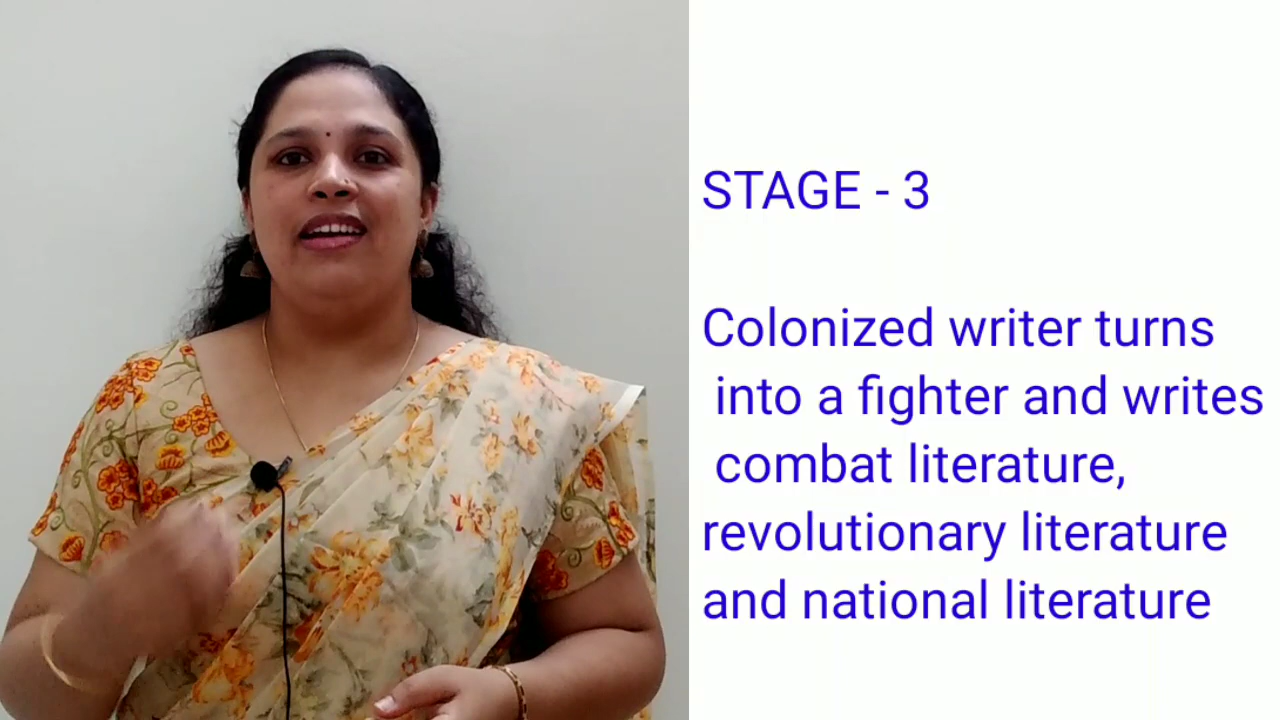 STAGE - 3
Colonized writer turns
into a fighter and writes
combat literature,
revolutionary literature
and national literature